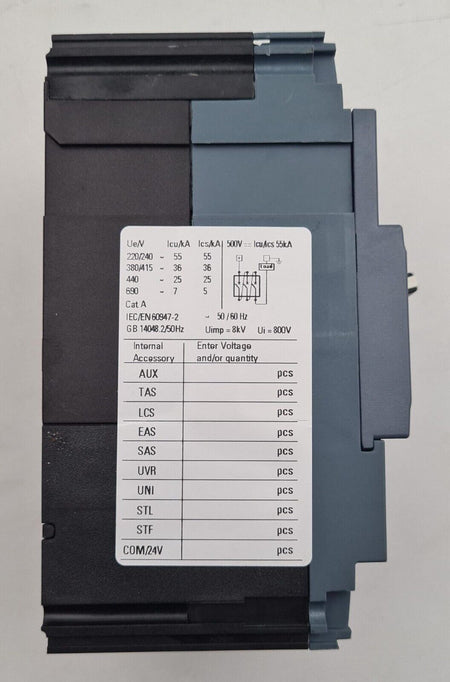 Ue/V Icu/kA Ics/kA 500V ⎓ Icu/Ics 55kA
220/240 ~ 55 55
380/415 ~ 36 36
440 ~ 25 25
690 ~ 7 5
Load
Cat A
IEC/EN 60947-2 ~ 50/60 Hz
GB 14048.2/50Hz Uimp = 8kV Ui = 800V
Internal Accessory Enter Voltage and/or quantity
AUX pcs
TAS pcs
LCS pcs
EAS pcs
SAS pcs
UVR pcs
UNI pcs
STL pcs
STF pcs
COM/24V pcs